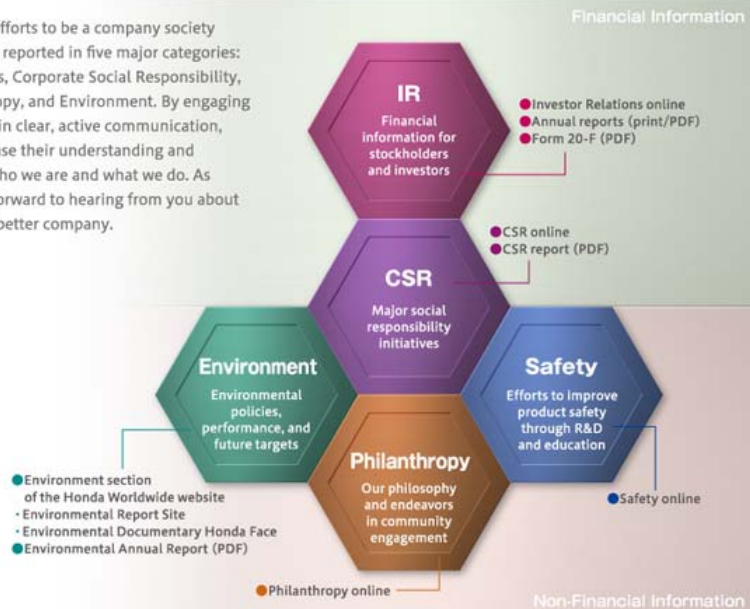 Financial Information
fforts to be a company society
reported in five major categories:
s, Corporate Social Responsibility,
opy, and Environment. By engaging
in clear, active communication,
ase their understanding and
ho we are and what we do. As
orward to hearing from you about
better company.
IR
Financial
information for
stockholders
and investors
●Investor Relations online
●Annual reports (print/PDF)
●Form 20-F (PDF)
●CSR online
●CSR report (PDF)
CSR
Major social
responsibility
initiatives
Environment
Environmental
policies,
performance, and
future targets
Safety
Efforts to improve
product safety
through R&D
and education
Philanthropy
Our philosophy
and endeavors
in community
engagement
●Environment section
of the Honda Worldwide website
・Environmental Report Site
・Environmental Documentary Honda Face
●Environmental Annual Report (PDF)
●Safety online
●Philanthropy online
Non-Financial Information